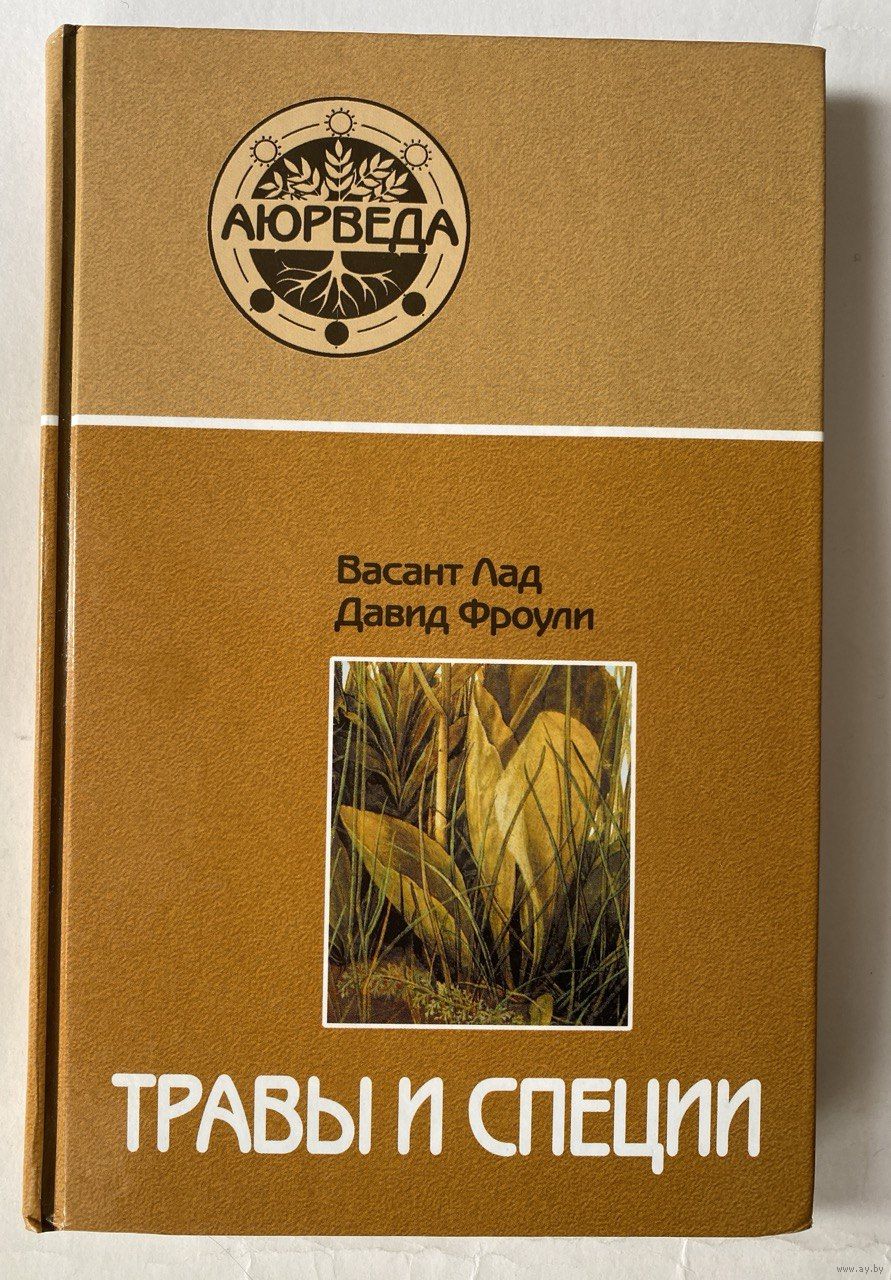 АЮРВЕДА
Васант Лад
Давид Фроули
ТРАВЫ И СПЕЦИИ
www.ay.by